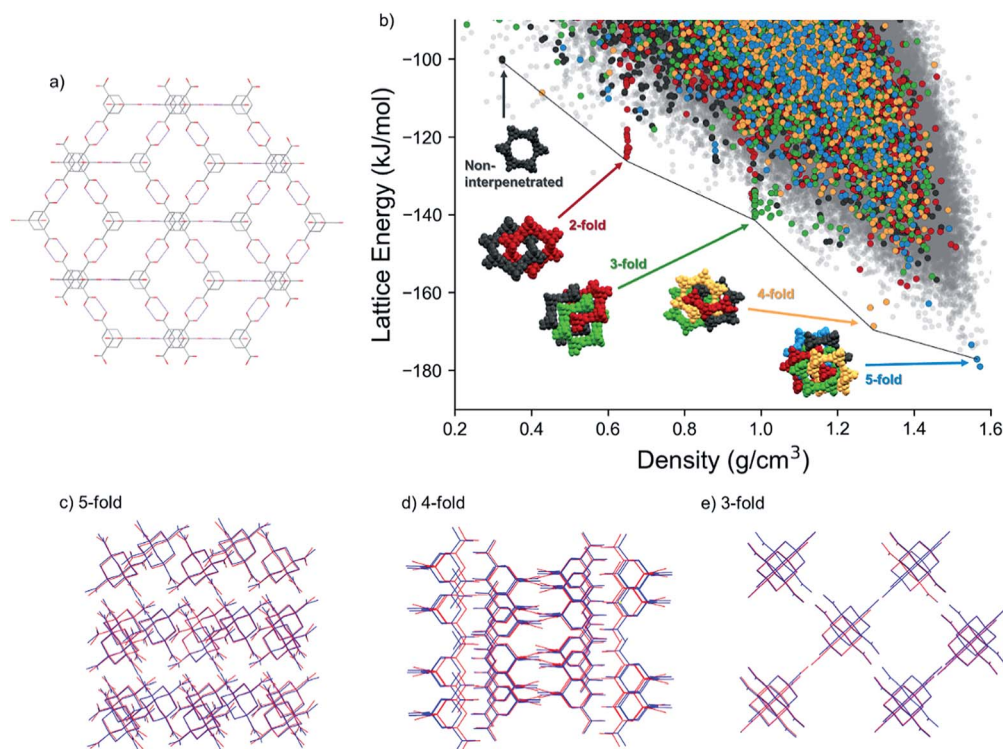 a)
b)
Lattice Energy (kJ/mol)
−100
−120
−140
−160
−180
Non-
interpenetrated
2-fold
3-fold
4-fold
5-fold
0.2 0.4 0.6 0.8 1.0 1.2 1.4 1.6
Density (g/cm³)
c) 5-fold
d) 4-fold
e) 3-fold